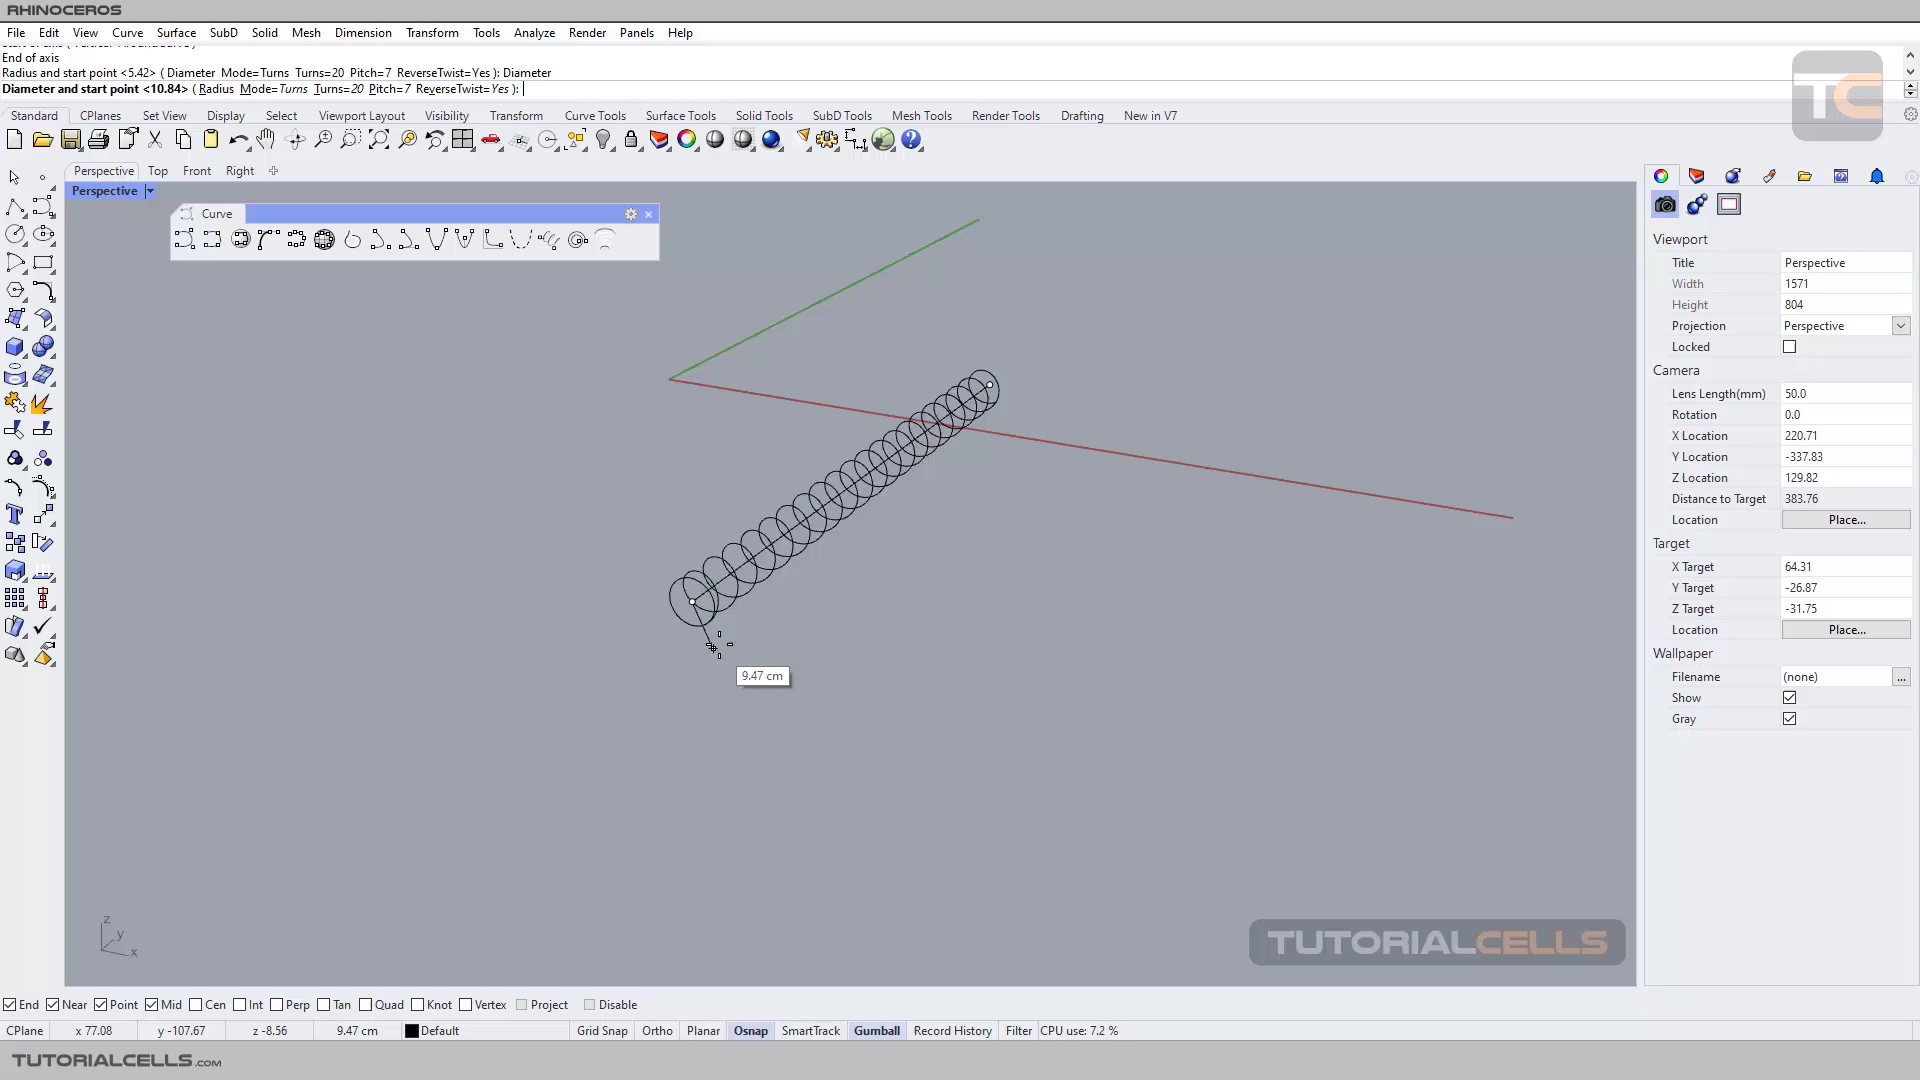 RHINOCEROS
File Edit View Curve Surface SubD Solid Mesh Dimension Transform Tools Analyze Render Panels Help
End of axis
Radius and start point <5.42> ( Diameter Mode=Turns Turns=20 Pitch=7 ReverseTwist=Yes ): Diameter
Diameter and start point <10.84> ( Radius Mode=Turns Turns=20 Pitch=7 ReverseTwist=Yes ):
TC
Standard CPlanes Set View Display Select Viewport Layout Visibility Transform Curve Tools Surface Tools Solid Tools SubD Tools Mesh Tools Render Tools Drafting New in V7
Perspective Top Front Right
Perspective
Curve
Viewport
Title Perspective
Width 1571
Height 804
Projection Perspective
Locked
Camera
Lens Length(mm) 50.0
Rotation 0.0
X Location 220.71
Y Location -337.83
Z Location 129.82
Distance to Target 383.76
Location Place...
Target
X Target 64.31
Y Target -26.87
Z Target -31.75
Location Place...
Wallpaper
Filename (none) ...
Show
Gray
9.47 cm
z
y
x
TUTORIALCELLS
End Near Point Mid Cen Int Perp Tan Quad Knot Vertex Project Disable
CPlane x 77.08 y -107.67 z -8.56 9.47 cm Default Grid Snap Ortho Planar Osnap SmartTrack Gumball Record History Filter CPU use: 7.2 %
TUTORIALCELLS.COM